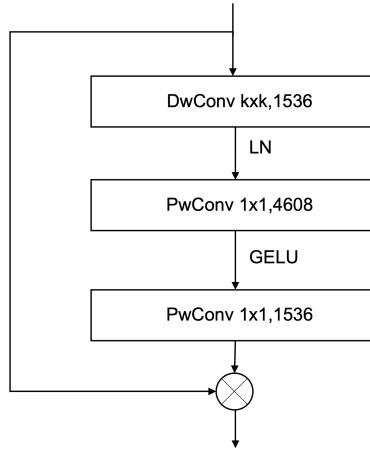 DwConv kxk,1536
LN
PwConv 1x1,4608
GELU
PwConv 1x1,1536